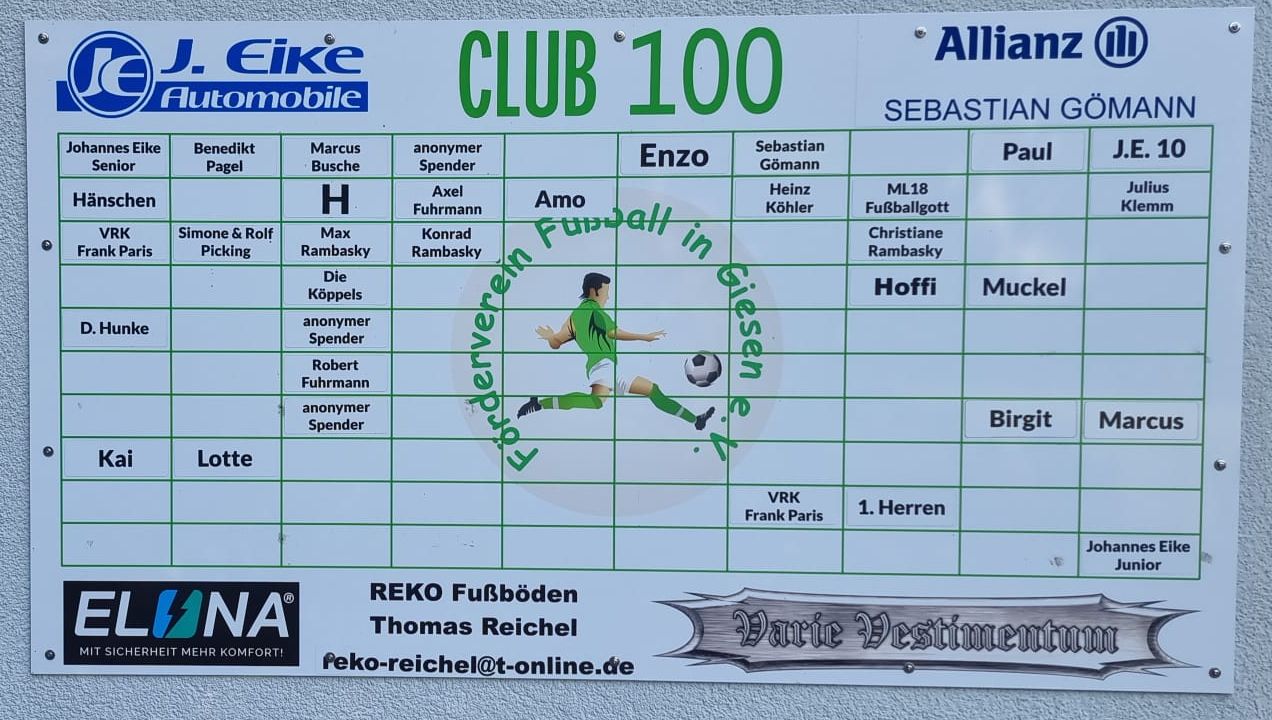 JE J. Eike
Automobile
CLUB 100
Allianz
SEBASTIAN GÖMANN
Johannes Eike
Senior
Benedikt
Pagel
Marcus
Busche
anonymer
Spender
Enzo
Sebastian
Gömann
Paul
J.E. 10
Hänschen
H
Axel
Fuhrmann
Amo
Heinz
Köhler
ML18
Fußballgott
Julius
Klemm
VRK
Frank Paris
Simone & Rolf
Picking
Max
Rambasky
Konrad
Rambasky
Christiane
Rambasky
Die
Köppels
Hoffi
Muckel
D. Hunke
anonymer
Spender
Robert
Fuhrmann
anonymer
Spender
Birgit
Marcus
Kai
Lotte
VRK
Frank Paris
1. Herren
Johannes Eike
Junior
Förderverein Fußball in Giesen e.V.
ELUNA®
MIT SICHERHEIT MEHR KOMFORT!
REKO Fußböden
Thomas Reichel
reko-reichel@t-online.de
Varie Vestimentum